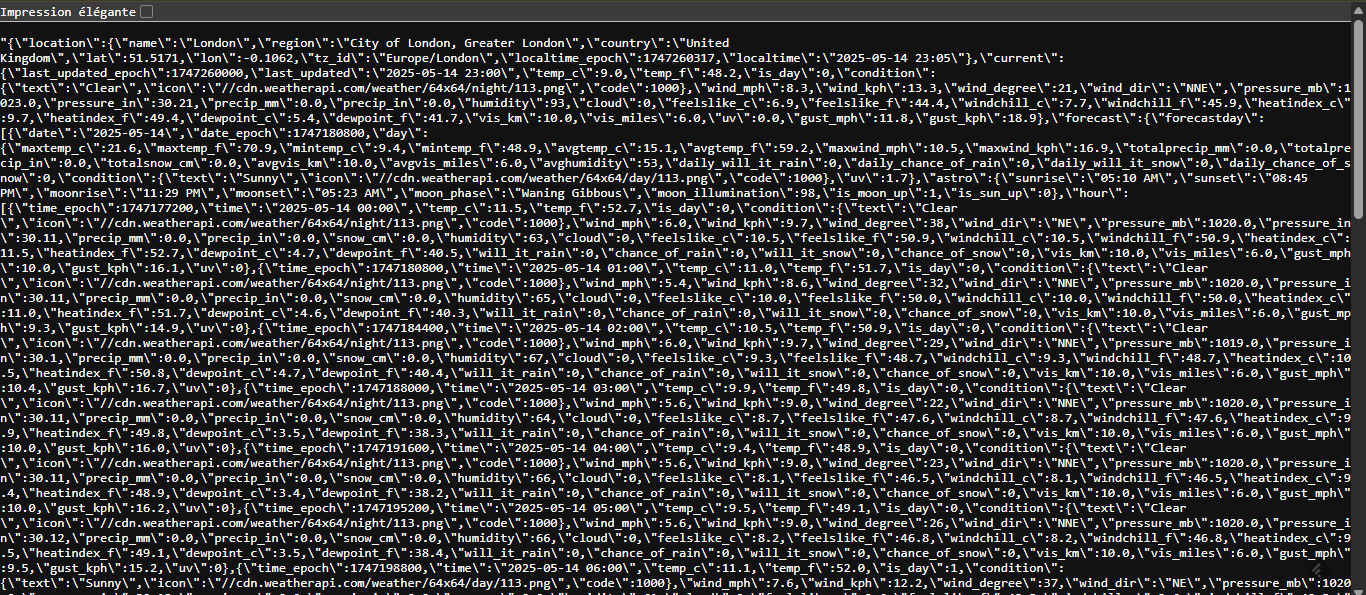 Impression élégante
"{\"location\":{\"name\":\"London\",\"region\":\"City of London, Greater London\",\"country\":\"United
Kingdom\",\"lat\":51.5171,\"lon\":-0.1062,\"tz_id\":\"Europe/London\",\"localtime_epoch\":1747260317,\"localtime\":\"2025-05-14 23:05\"},\"current\":
{\"last_updated_epoch\":1747260000,\"last_updated\":\"2025-05-14 23:00\",\"temp_c\":9.0,\"temp_f\":48.2,\"is_day\":0,\"condition\":
{\"text\":\"Clear\",\"icon\":\"//cdn.weatherapi.com/weather/64x64/night/113.png\",\"code\":1000},\"wind_mph\":8.3,\"wind_kph\":13.3,\"wind_degree\":21,\"wind_dir\":\"NNE\",\"pressure_mb\":1
023.0,\"pressure_in\":30.21,\"precip_mm\":0.0,\"precip_in\":0.0,\"humidity\":93,\"cloud\":0,\"feelslike_c\":6.9,\"feelslike_f\":44.4,\"windchill_c\":7.7,\"windchill_f\":45.9,\"heatindex_c\"
:9.7,\"heatindex_f\":49.4,\"dewpoint_c\":5.4,\"dewpoint_f\":41.7,\"vis_km\":10.0,\"vis_miles\":6.0,\"uv\":0.0,\"gust_mph\":11.8,\"gust_kph\":18.9},\"forecast\":{\"forecastday\":
[{\"date\":\"2025-05-14\",\"date_epoch\":1747180800,\"day\":
{\"maxtemp_c\":21.6,\"maxtemp_f\":70.9,\"mintemp_c\":9.4,\"mintemp_f\":48.9,\"avgtemp_c\":15.1,\"avgtemp_f\":59.2,\"maxwind_mph\":10.5,\"maxwind_kph\":16.9,\"totalprecip_mm\":0.0,\"totalpre
cip_in\":0.0,\"totalsnow_cm\":0.0,\"avgvis_km\":10.0,\"avgvis_miles\":6.0,\"avghumidity\":53,\"daily_will_it_rain\":0,\"daily_chance_of_rain\":0,\"daily_will_it_snow\":0,\"daily_chance_of_s
now\":0,\"condition\":{\"text\":\"Sunny\",\"icon\":\"//cdn.weatherapi.com/weather/64x64/day/113.png\",\"code\":1000},\"uv\":1.7},\"astro\":{\"sunrise\":\"05:10 AM\",\"sunset\":\"08:45
PM\",\"moonrise\":\"11:29 PM\",\"moonset\":\"05:23 AM\",\"moon_phase\":\"Waning Gibbous\",\"moon_illumination\":98,\"is_moon_up\":1,\"is_sun_up\":0},\"hour\":
[{\"time_epoch\":1747177200,\"time\":\"2025-05-14 00:00\",\"temp_c\":11.5,\"temp_f\":52.7,\"is_day\":0,\"condition\":{\"text\":\"Clear
\",\"icon\":\"//cdn.weatherapi.com/weather/64x64/night/113.png\",\"code\":1000},\"wind_mph\":6.0,\"wind_kph\":9.7,\"wind_degree\":38,\"wind_dir\":\"NE\",\"pressure_mb\":1020.0,\"pressure_in
\":30.11,\"precip_mm\":0.0,\"precip_in\":0.0,\"snow_cm\":0.0,\"humidity\":63,\"cloud\":0,\"feelslike_c\":10.5,\"feelslike_f\":50.9,\"windchill_c\":10.5,\"windchill_f\":50.9,\"heatindex_c\":
11.5,\"heatindex_f\":52.7,\"dewpoint_c\":4.7,\"dewpoint_f\":40.5,\"will_it_rain\":0,\"chance_of_rain\":0,\"will_it_snow\":0,\"chance_of_snow\":0,\"vis_km\":10.0,\"vis_miles\":6.0,\"gust_mph
\":10.0,\"gust_kph\":16.1,\"uv\":0},{\"time_epoch\":1747180800,\"time\":\"2025-05-14 01:00\",\"temp_c\":11.0,\"temp_f\":51.7,\"is_day\":0,\"condition\":{\"text\":\"Clear
\",\"icon\":\"//cdn.weatherapi.com/weather/64x64/night/113.png\",\"code\":1000},\"wind_mph\":5.4,\"wind_kph\":8.6,\"wind_degree\":32,\"wind_dir\":\"NNE\",\"pressure_mb\":1020.0,\"pressure_i
n\":30.11,\"precip_mm\":0.0,\"precip_in\":0.0,\"snow_cm\":0.0,\"humidity\":65,\"cloud\":0,\"feelslike_c\":10.0,\"feelslike_f\":50.0,\"windchill_c\":10.0,\"windchill_f\":50.0,\"heatindex_c\"
:11.0,\"heatindex_f\":51.7,\"dewpoint_c\":4.6,\"dewpoint_f\":40.3,\"will_it_rain\":0,\"chance_of_rain\":0,\"will_it_snow\":0,\"chance_of_snow\":0,\"vis_km\":10.0,\"vis_miles\":6.0,\"gust_mp
h\":9.3,\"gust_kph\":14.9,\"uv\":0},{\"time_epoch\":1747184400,\"time\":\"2025-05-14 02:00\",\"temp_c\":10.5,\"temp_f\":50.9,\"is_day\":0,\"condition\":{\"text\":\"Clear
\",\"icon\":\"//cdn.weatherapi.com/weather/64x64/night/113.png\",\"code\":1000},\"wind_mph\":6.0,\"wind_kph\":9.7,\"wind_degree\":29,\"wind_dir\":\"NNE\",\"pressure_mb\":1019.0,\"pressure_i
n\":30.1,\"precip_mm\":0.0,\"precip_in\":0.0,\"snow_cm\":0.0,\"humidity\":67,\"cloud\":0,\"feelslike_c\":9.3,\"feelslike_f\":48.7,\"windchill_c\":9.3,\"windchill_f\":48.7,\"heatindex_c\":10
.5,\"heatindex_f\":50.8,\"dewpoint_c\":4.7,\"dewpoint_f\":40.4,\"will_it_rain\":0,\"chance_of_rain\":0,\"will_it_snow\":0,\"chance_of_snow\":0,\"vis_km\":10.0,\"vis_miles\":6.0,\"gust_mph\"
:10.4,\"gust_kph\":16.7,\"uv\":0},{\"time_epoch\":1747188000,\"time\":\"2025-05-14 03:00\",\"temp_c\":9.9,\"temp_f\":49.8,\"is_day\":0,\"condition\":{\"text\":\"Clear
\",\"icon\":\"//cdn.weatherapi.com/weather/64x64/night/113.png\",\"code\":1000},\"wind_mph\":5.6,\"wind_kph\":9.0,\"wind_degree\":22,\"wind_dir\":\"NNE\",\"pressure_mb\":1020.0,\"pressure_i
n\":30.11,\"precip_mm\":0.0,\"precip_in\":0.0,\"snow_cm\":0.0,\"humidity\":64,\"cloud\":0,\"feelslike_c\":8.7,\"feelslike_f\":47.6,\"windchill_c\":8.7,\"windchill_f\":47.6,\"heatindex_c\":9
.9,\"heatindex_f\":49.8,\"dewpoint_c\":3.5,\"dewpoint_f\":38.3,\"will_it_rain\":0,\"chance_of_rain\":0,\"will_it_snow\":0,\"chance_of_snow\":0,\"vis_km\":10.0,\"vis_miles\":6.0,\"gust_mph\"
:10.0,\"gust_kph\":16.0,\"uv\":0},{\"time_epoch\":1747191600,\"time\":\"2025-05-14 04:00\",\"temp_c\":9.4,\"temp_f\":48.9,\"is_day\":0,\"condition\":{\"text\":\"Clear
\",\"icon\":\"//cdn.weatherapi.com/weather/64x64/night/113.png\",\"code\":1000},\"wind_mph\":5.6,\"wind_kph\":9.0,\"wind_degree\":23,\"wind_dir\":\"NNE\",\"pressure_mb\":1020.0,\"pressure_i
n\":30.11,\"precip_mm\":0.0,\"precip_in\":0.0,\"snow_cm\":0.0,\"humidity\":66,\"cloud\":0,\"feelslike_c\":8.1,\"feelslike_f\":46.5,\"windchill_c\":8.1,\"windchill_f\":46.5,\"heatindex_c\":9
.4,\"heatindex_f\":48.9,\"dewpoint_c\":3.4,\"dewpoint_f\":38.2,\"will_it_rain\":0,\"chance_of_rain\":0,\"will_it_snow\":0,\"chance_of_snow\":0,\"vis_km\":10.0,\"vis_miles\":6.0,\"gust_mph\"
:10.0,\"gust_kph\":16.2,\"uv\":0},{\"time_epoch\":1747195200,\"time\":\"2025-05-14 05:00\",\"temp_c\":9.5,\"temp_f\":49.1,\"is_day\":0,\"condition\":{\"text\":\"Clear
\",\"icon\":\"//cdn.weatherapi.com/weather/64x64/night/113.png\",\"code\":1000},\"wind_mph\":5.6,\"wind_kph\":9.0,\"wind_degree\":26,\"wind_dir\":\"NNE\",\"pressure_mb\":1020.0,\"pressure_i
n\":30.12,\"precip_mm\":0.0,\"precip_in\":0.0,\"snow_cm\":0.0,\"humidity\":66,\"cloud\":0,\"feelslike_c\":8.2,\"feelslike_f\":46.8,\"windchill_c\":8.2,\"windchill_f\":46.8,\"heatindex_c\":9
.5,\"heatindex_f\":49.1,\"dewpoint_c\":3.5,\"dewpoint_f\":38.4,\"will_it_rain\":0,\"chance_of_rain\":0,\"will_it_snow\":0,\"chance_of_snow\":0,\"vis_km\":10.0,\"vis_miles\":6.0,\"gust_mph\"
:9.5,\"gust_kph\":15.2,\"uv\":0},{\"time_epoch\":1747198800,\"time\":\"2025-05-14 06:00\",\"temp_c\":11.1,\"temp_f\":52.0,\"is_day\":1,\"condition\":
{\"text\":\"Sunny\",\"icon\":\"//cdn.weatherapi.com/weather/64x64/day/113.png\",\"code\":1000},\"wind_mph\":7.6,\"wind_kph\":12.2,\"wind_degree\":37,\"wind_dir\":\"NE\",\"pressure_mb\":1020